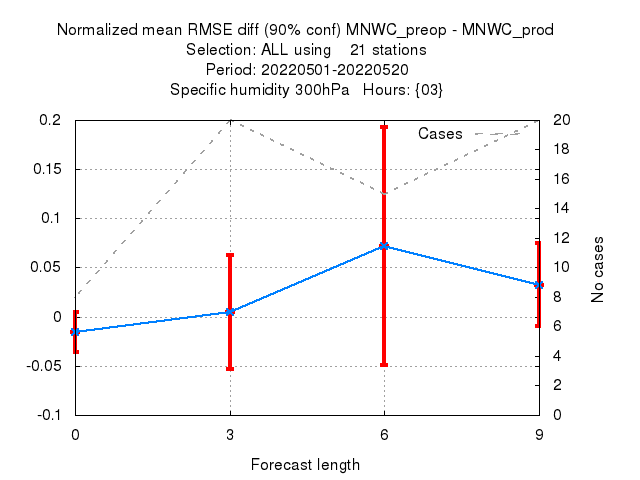 Normalized mean RMSE diff (90% conf) MNWC_preop - MNWC_prod
Selection: ALL using 21 stations
Period: 20220501-20220520
Specific humidity 300hPa Hours: {03}
Cases
0.2
0.15
0.1
0.05
0
-0.05
-0.1
20
18
16
14
12
10
8
6
4
2
0
No cases
0 3 6 9
Forecast length